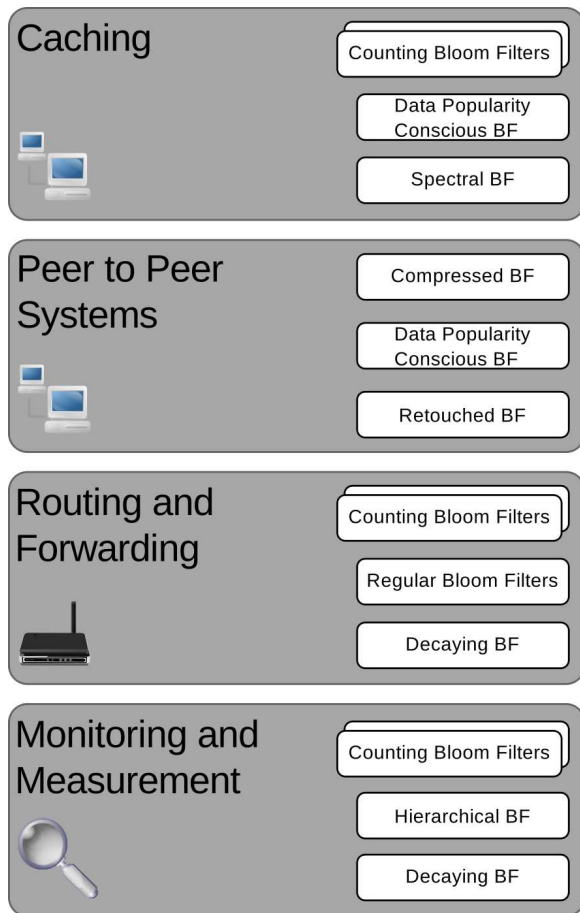 Caching
Counting Bloom Filters
Data Popularity
Conscious BF
Spectral BF
Peer to Peer
Systems
Compressed BF
Data Popularity
Conscious BF
Retouched BF
Routing and
Forwarding
Counting Bloom Filters
Regular Bloom Filters
Decaying BF
Monitoring and
Measurement
Counting Bloom Filters
Hierarchical BF
Decaying BF